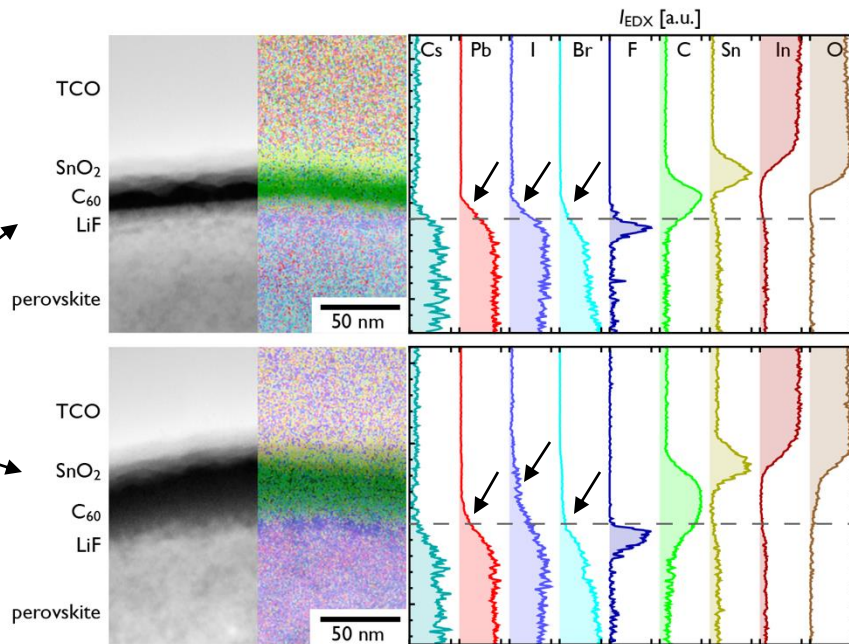 I_EDX [a.u.]
Cs Pb I Br F C Sn In O
TCO
SnO₂
C₆₀
LiF
perovskite
50 nm
TCO
SnO₂
C₆₀
LiF
perovskite
50 nm